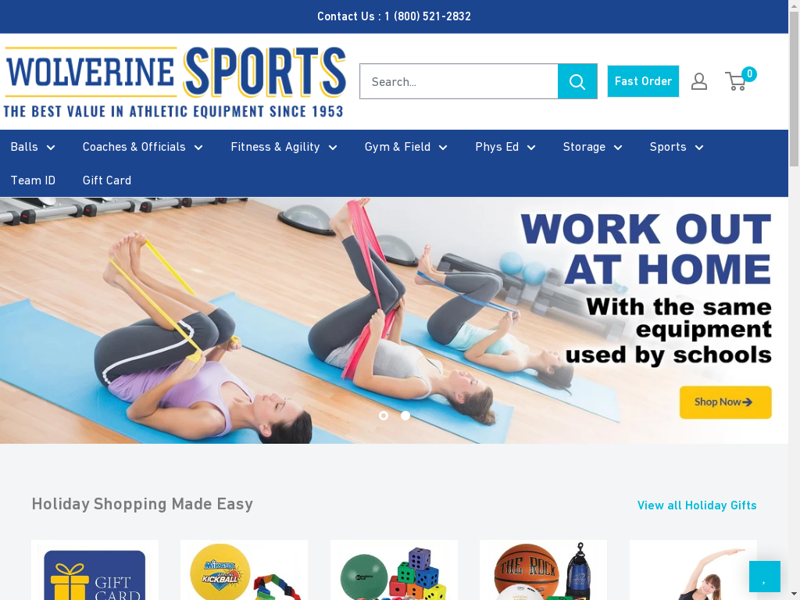 Contact Us : 1 (800) 521-2832
WOLVERINE SPORTS
THE BEST VALUE IN ATHLETIC EQUIPMENT SINCE 1953
Search...
Fast Order
0
Balls
Coaches & Officials
Fitness & Agility
Gym & Field
Phys Ed
Storage
Sports
Team ID
Gift Card
WORK OUT
AT HOME
With the same
equipment
used by schools
Shop Now
Holiday Shopping Made Easy
View all Holiday Gifts
GIFT
CARD
KICKBALL
THE ROCK